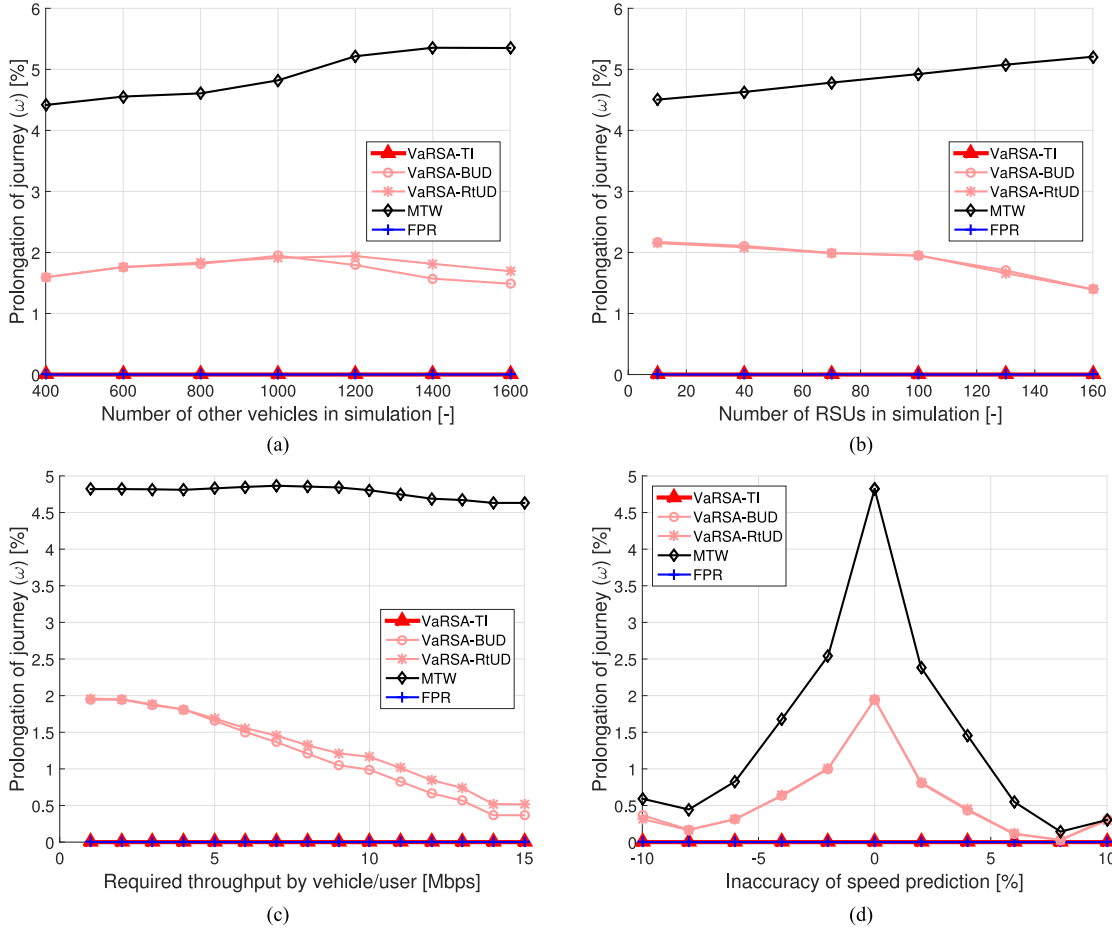 6
5
4
3
2
1
0
Prolongation of journey (ω) [%]
VaRSA-TI
VaRSA-BUD
VaRSA-RtUD
MTW
FPR
400 600 800 1000 1200 1400 1600
Number of other vehicles in simulation [-]
(a)
6
5
4
3
2
1
0
Prolongation of journey (ω) [%]
VaRSA-TI
VaRSA-BUD
VaRSA-RtUD
MTW
FPR
0 20 40 60 80 100 120 140 160
Number of RSUs in simulation [-]
(b)
5
4.5
4
3.5
3
2.5
2
1.5
1
0.5
0
Prolongation of journey (ω) [%]
VaRSA-TI
VaRSA-BUD
VaRSA-RtUD
MTW
FPR
0 5 10 15
Required throughput by vehicle/user [Mbps]
(c)
5
4.5
4
3.5
3
2.5
2
1.5
1
0.5
0
Prolongation of journey (ω) [%]
VaRSA-TI
VaRSA-BUD
VaRSA-RtUD
MTW
FPR
-10 -5 0 5 10
Inaccuracy of speed prediction [%]
(d)